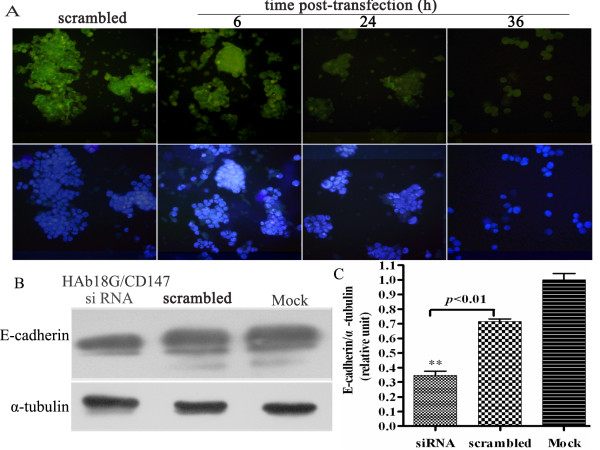 A
scrambled
time post-transfection (h)
6
24
36
B
HAb18G/CD147
si RNA
scrambled
Mock
E-cadherin
α-tubulin
C
E-cadherin/α -tubulin
(relative unit)
1.1
1.0
0.9
0.8
0.7
0.6
0.5
0.4
0.3
0.2
0.1
0.0
p<0.01
**
siRNA
scrambled
Mock